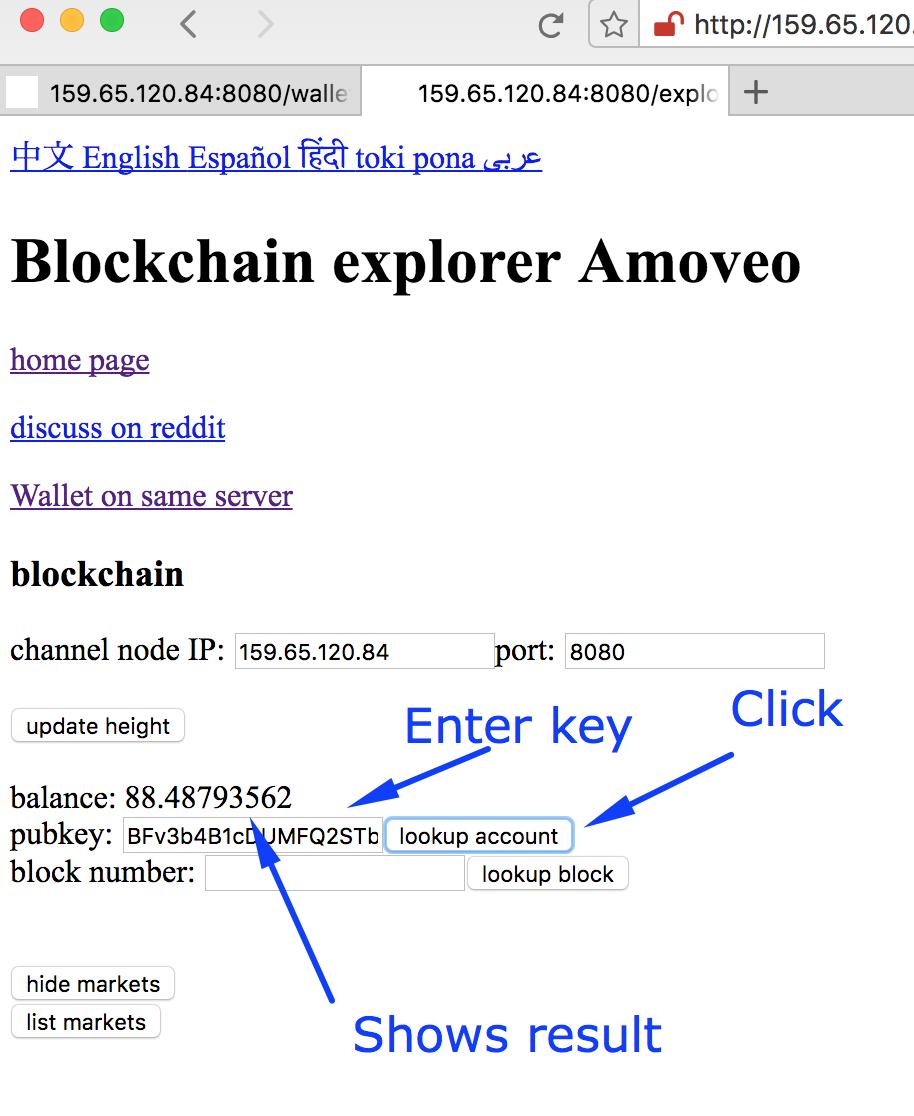 http://159.65.120.
159.65.120.84:8080/walle
159.65.120.84:8080/explo
中文 English Español हिंदी toki pona عربى
Blockchain explorer Amoveo
home page
discuss on reddit
Wallet on same server
blockchain
channel node IP: 159.65.120.84 port: 8080
Click
Enter key
update height
balance: 88.48793562
pubkey: BFv3b4B1cDUMFQ2STb lookup account
block number: lookup block
hide markets
list markets
Shows result